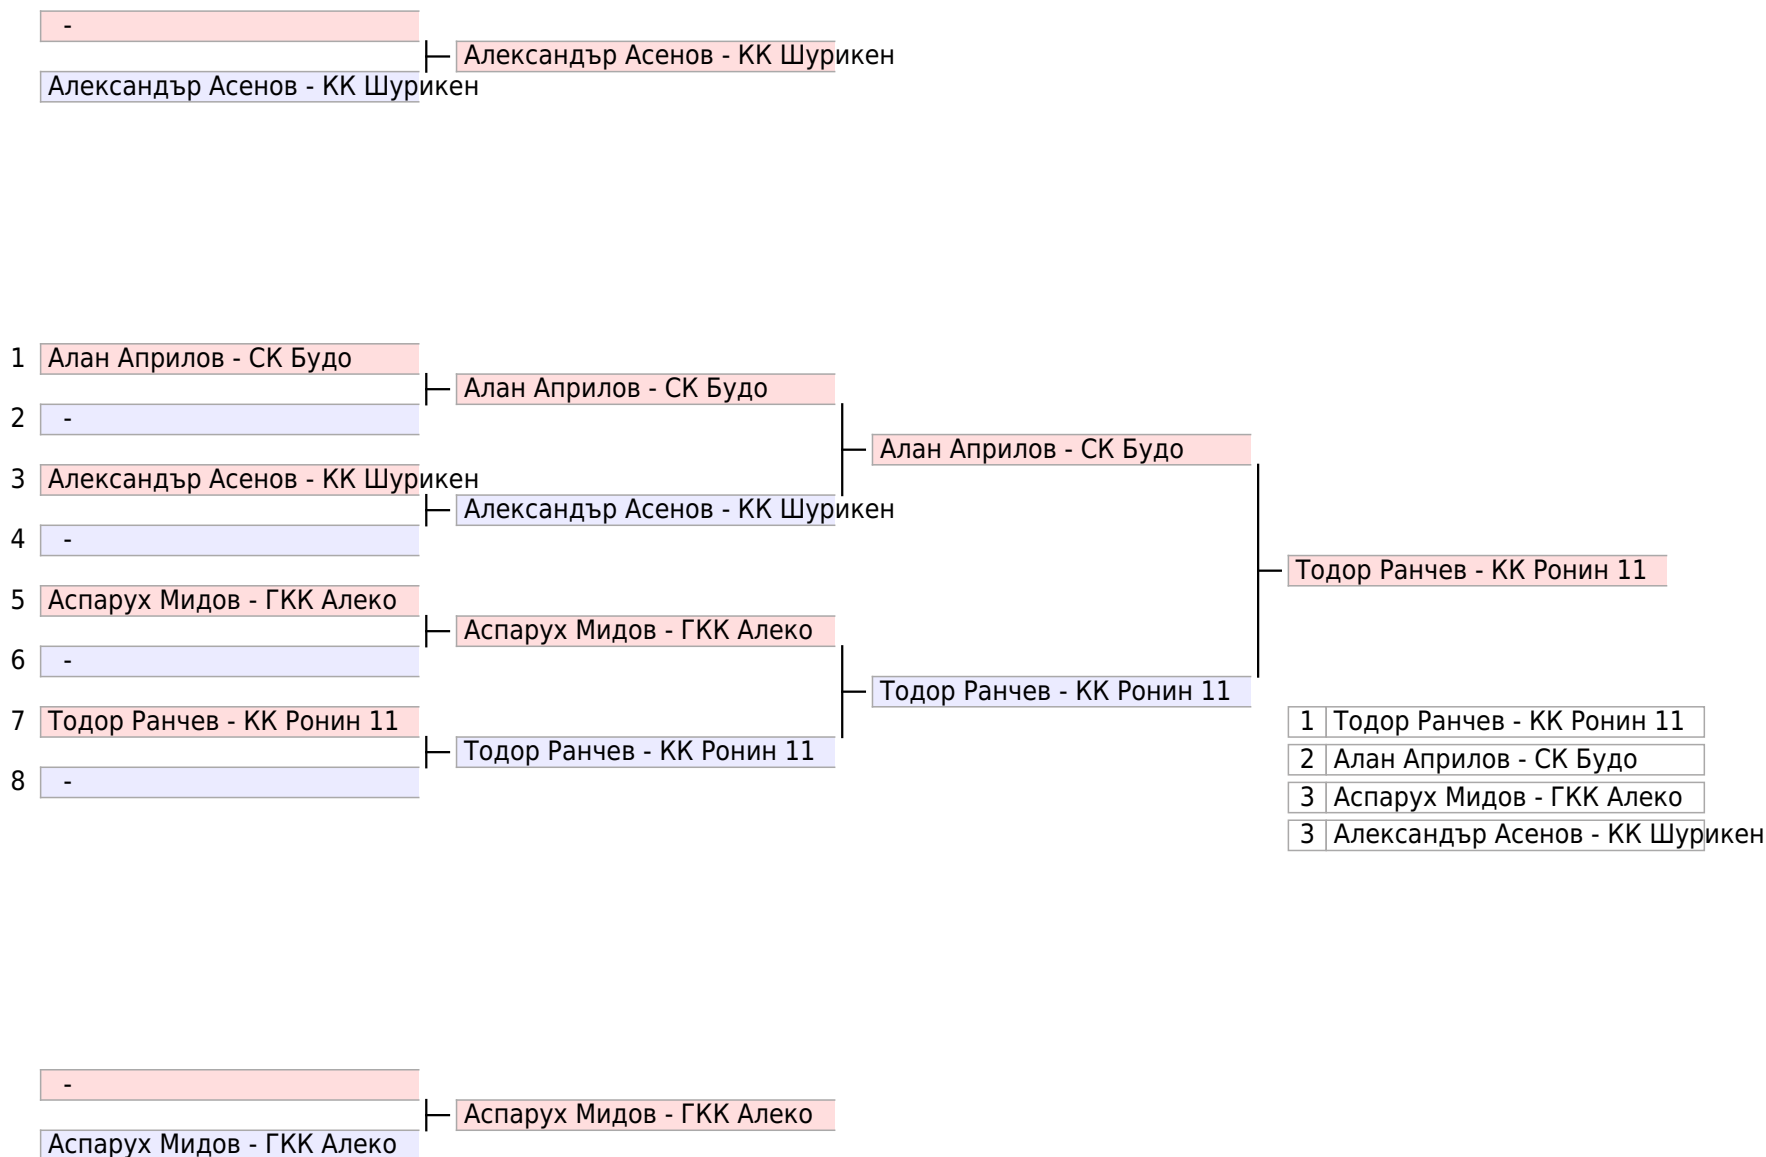 -
Александър Асенов - КК Шурикен
Александър Асенов - КК Шурикен
1 Алан Априлов - СК Будо
Алан Априлов - СК Будо
2 -
Алан Априлов - СК Будо
3 Александър Асенов - КК Шурикен
Александър Асенов - КК Шурикен
4 -
Тодор Ранчев - КК Ронин 11
5 Аспарух Мидов - ГКК Алеко
Аспарух Мидов - ГКК Алеко
6 -
Тодор Ранчев - КК Ронин 11
7 Тодор Ранчев - КК Ронин 11
Тодор Ранчев - КК Ронин 11
8 -
1 Тодор Ранчев - КК Ронин 11
2 Алан Априлов - СК Будо
3 Аспарух Мидов - ГКК Алеко
3 Александър Асенов - КК Шурикен
-
Аспарух Мидов - ГКК Алеко
Аспарух Мидов - ГКК Алеко